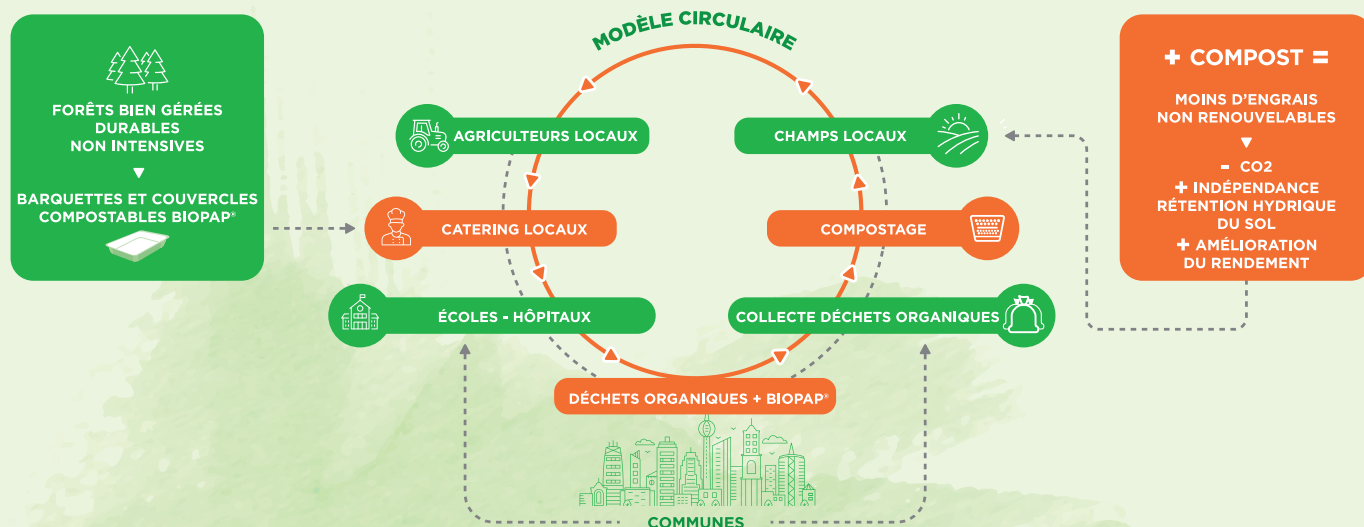 MODÈLE CIRCULAIRE
FORÊTS BIEN GÉRÉES
DURABLES
NON INTENSIVES
BARQUETTES ET COUVERCLES
COMPOSTABLES BIOPAP®
AGRICULTEURS LOCAUX
CATERING LOCAUX
ÉCOLES - HÔPITAUX
DÉCHETS ORGANIQUES + BIOPAP®
COLLECTE DÉCHETS ORGANIQUES
COMPOSTAGE
CHAMPS LOCAUX
COMMUNES
+ COMPOST =
MOINS D'ENGRAIS
NON RENOUVELABLES
- CO2
+ INDÉPENDANCE
RÉTENTION HYDRIQUE
DU SOL
+ AMÉLIORATION
DU RENDEMENT